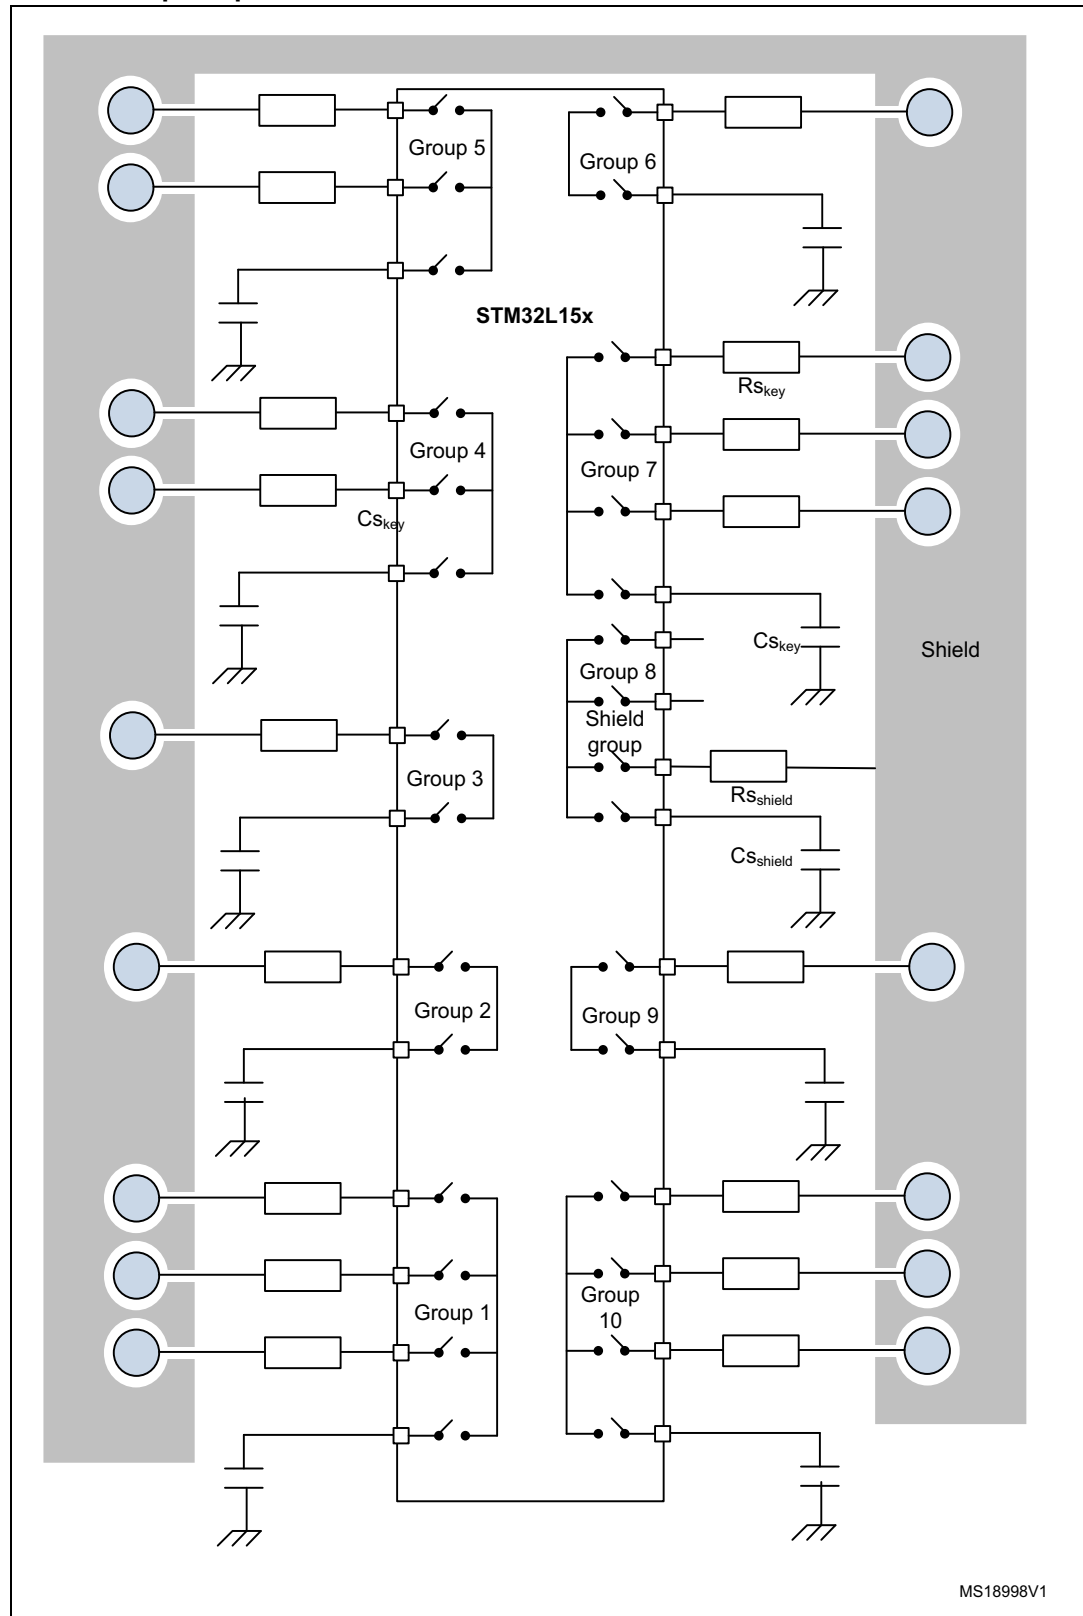 Group 5
Group 6
STM32L15x
Rskey
Group 4
Group 7
Cskey
Cskey
Shield
Group 8
Shield
group
Group 3
Rsshield
Csshield
Group 2
Group 9
Group 1
Group
10
MS18998V1